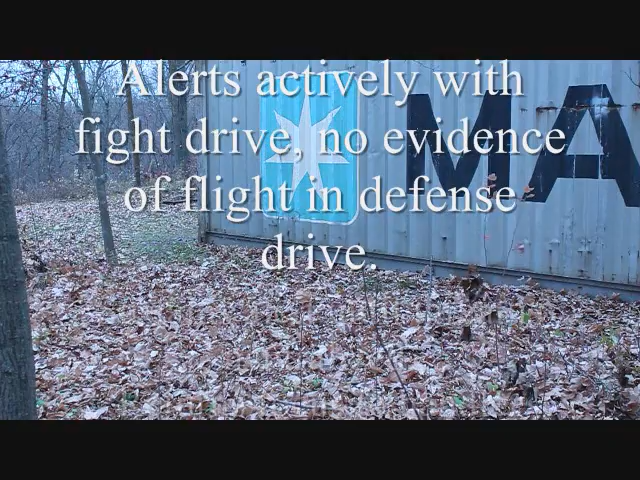 Alerts actively with
fight drive, no evidence
of flight in defense
drive.
MA